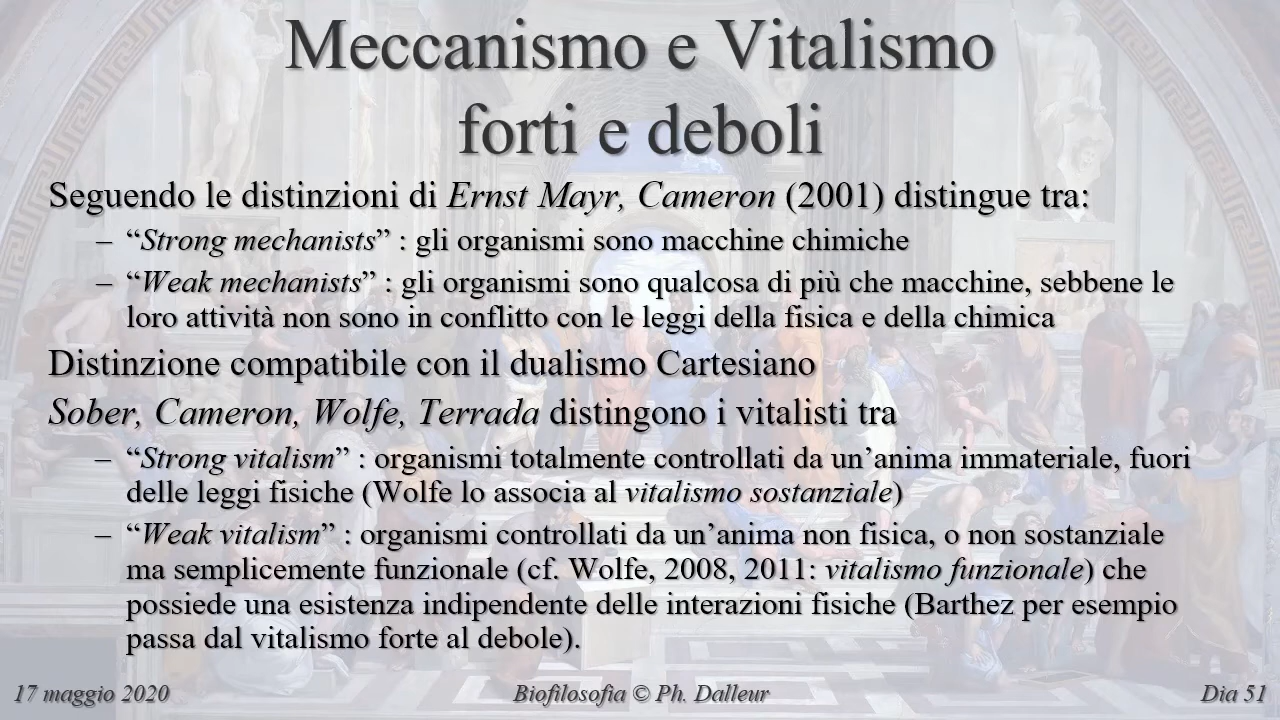 Meccanismo e Vitalismo
forti e deboli
Seguendo le distinzioni di Ernst Mayr, Cameron (2001) distingue tra:
– “Strong mechanists” : gli organismi sono macchine chimiche
– “Weak mechanists” : gli organismi sono qualcosa di più che macchine, sebbene le
loro attività non sono in conflitto con le leggi della fisica e della chimica
Distinzione compatibile con il dualismo Cartesiano
Sober, Cameron, Wolfe, Terrada distingono i vitalisti tra
– “Strong vitalism” : organismi totalmente controllati da un’anima immateriale, fuori
delle leggi fisiche (Wolfe lo associa al vitalismo sostanziale)
– “Weak vitalism” : organismi controllati da un’anima non fisica, o non sostanziale
ma semplicemente funzionale (cf. Wolfe, 2008, 2011: vitalismo funzionale) che
possiede una esistenza indipendente delle interazioni fisiche (Barthez per esempio
passa dal vitalismo forte al debole).
17 maggio 2020
Biofilosofia © Ph. Dalleur
Dia 51